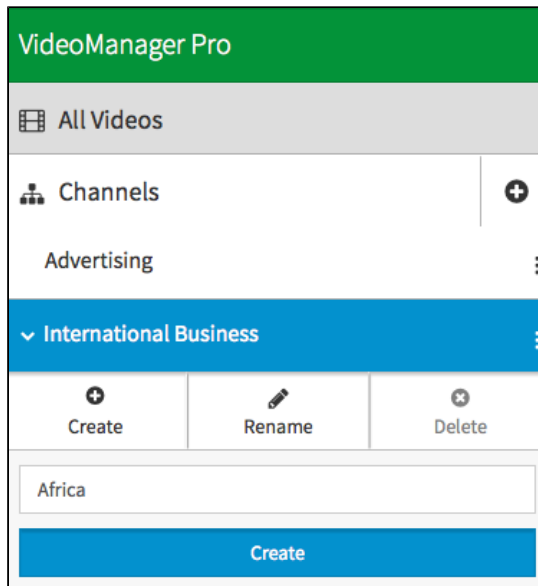 VideoManager Pro
All Videos
Channels
Advertising
International Business
Create Rename Delete
Africa
Create